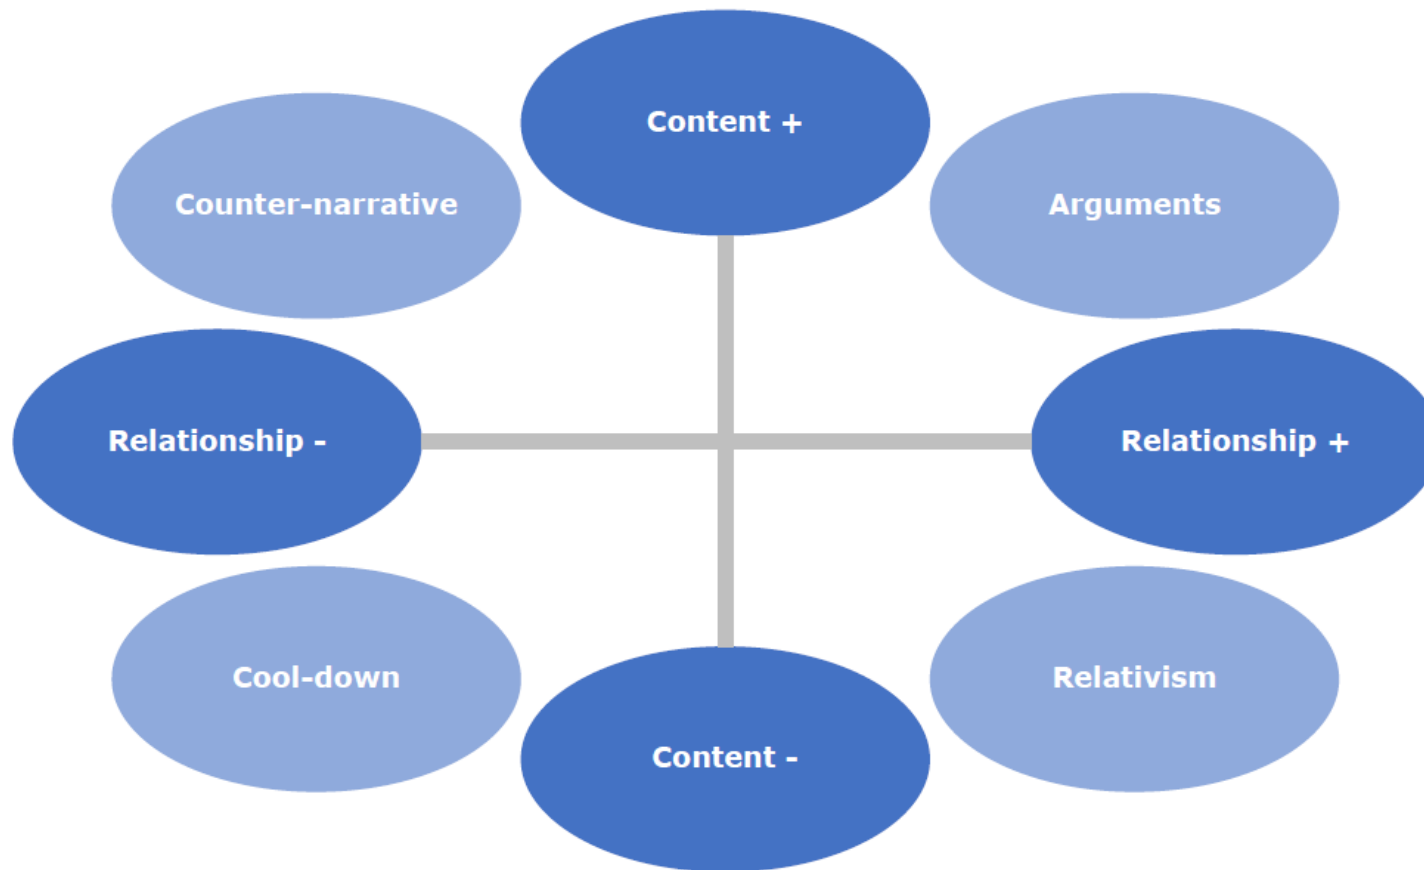 Content +
Counter-narrative
Arguments
Relationship -
Relationship +
Cool-down
Relativism
Content -